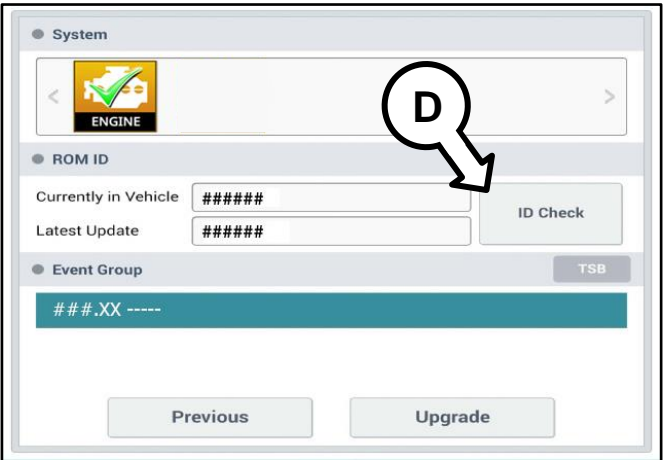 System
<
ENGINE
D
>
ROM ID
Currently in Vehicle ######
ID Check
Latest Update ######
Event Group TSB
###.XX -----
Previous Upgrade